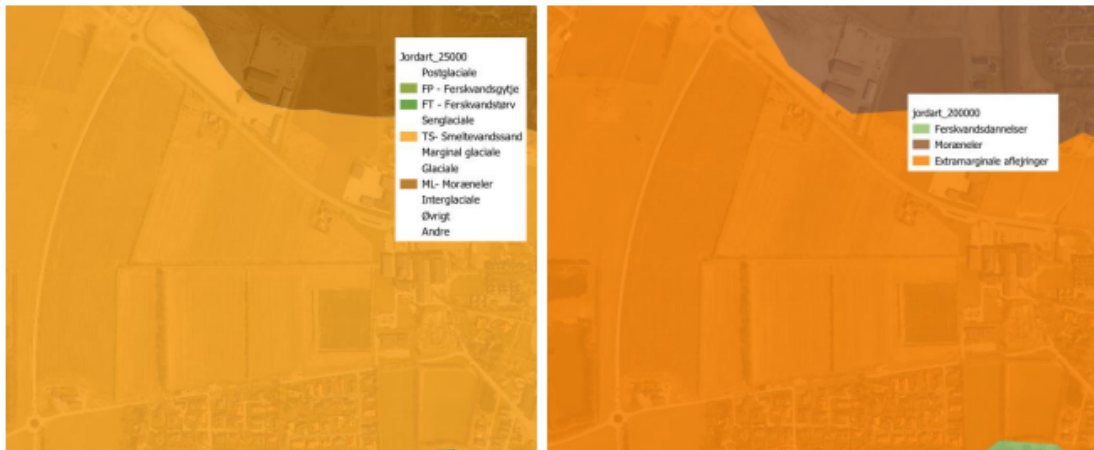 Jordart_25000
Postglaciale
FP - Ferskvandsgytje
FT - Ferskvandstørv
Senglaciale
TS- Smeltevandssand
Marginal glaciale
Glaciale
ML- Moræneler
Interglaciale
Øvrigt
Andre
jordart_200000
Ferskvandsdannelser
Moræneler
Extramarginale aflejringer